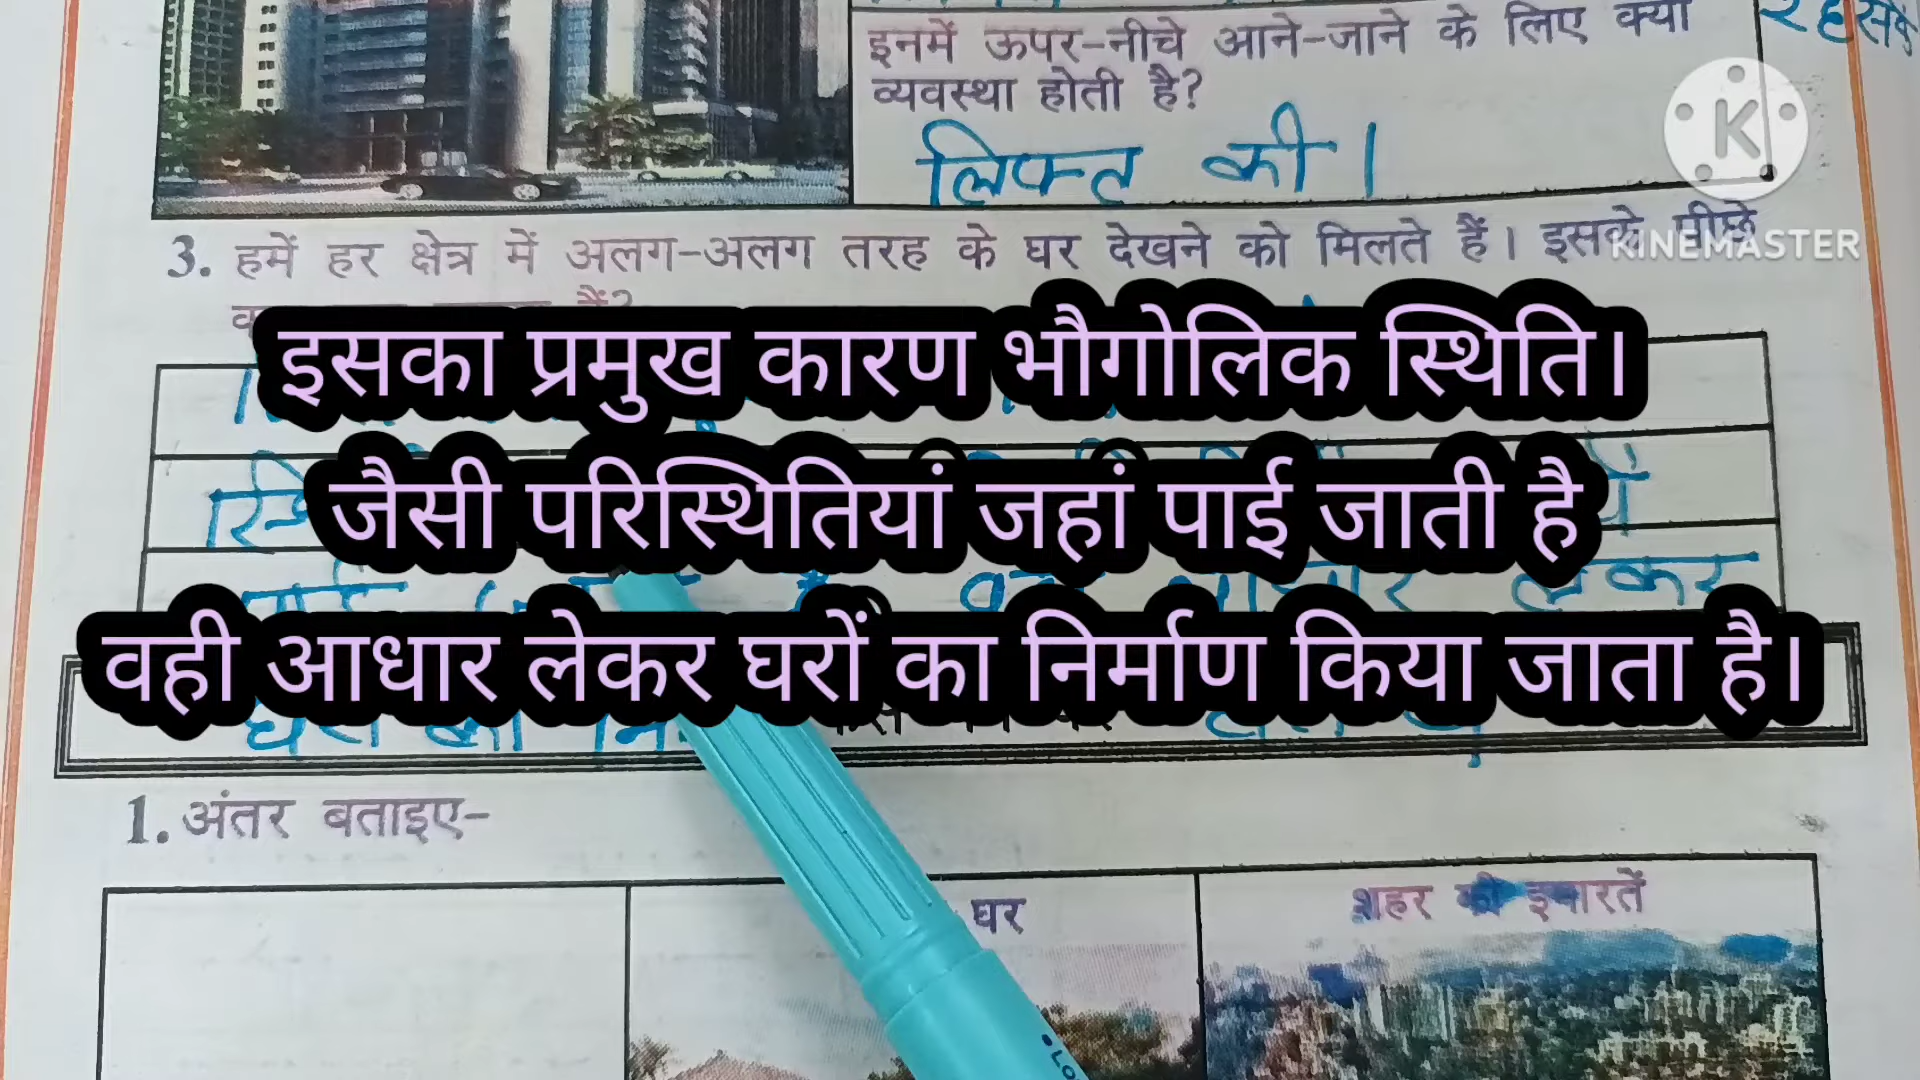 इनमें ऊपर-नीचे आने-जाने के लिए क्या
व्यवस्था होती है?
लिफ्ट की।
K
KINEMASTER
3. हमें हर क्षेत्र में अलग-अलग तरह के घर देखने को मिलते हैं। इसके पीछे
इसका प्रमुख कारण भौगोलिक स्थिति।
जैसी परिस्थितियां जहां पाई जाती है
लेकर
वही आधार लेकर घरों का निर्माण किया जाता है।
1. अंतर बताइए-
घर
शहर की इमारतें